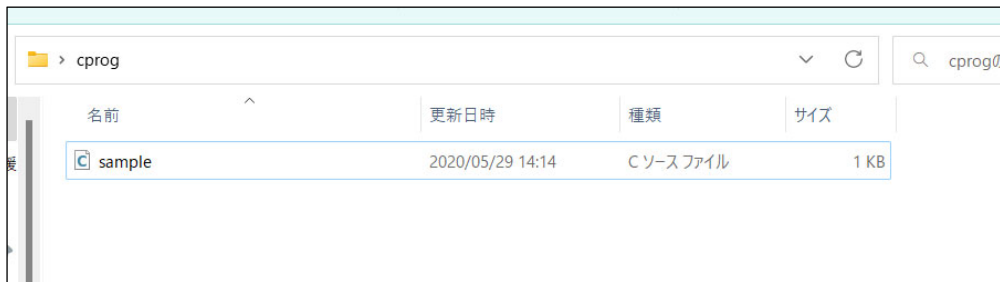 cprog
cprogの
名前 更新日時 種類 サイズ
援
sample 2020/05/29 14:14 C ソース ファイル 1 KB